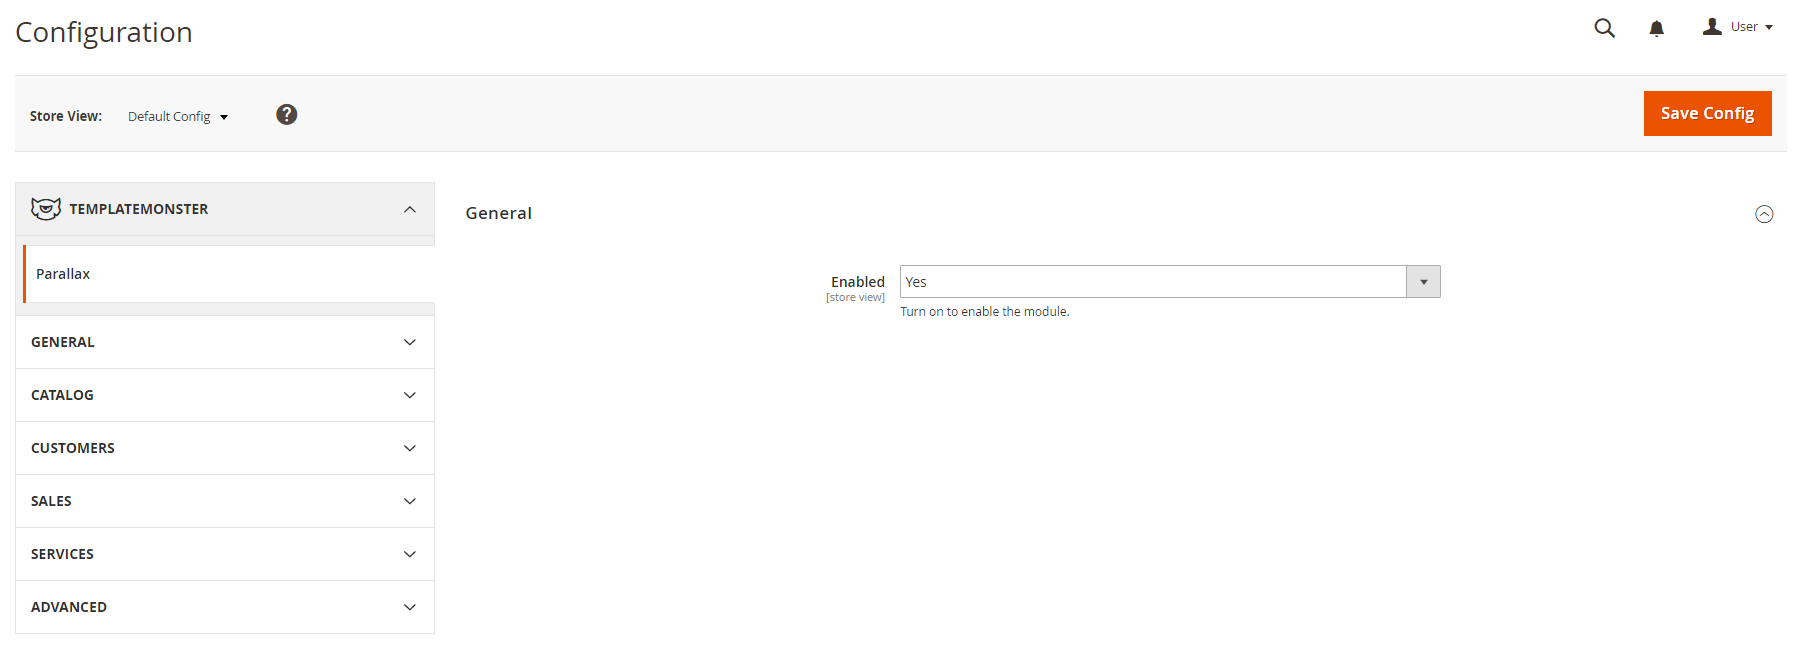 Configuration
User
Store View: Default Config ?
Save Config
TEMPLATEMONSTER
Parallax
GENERAL
CATALOG
CUSTOMERS
SALES
SERVICES
ADVANCED
General
Enabled
[store view]
Yes
Turn on to enable the module.